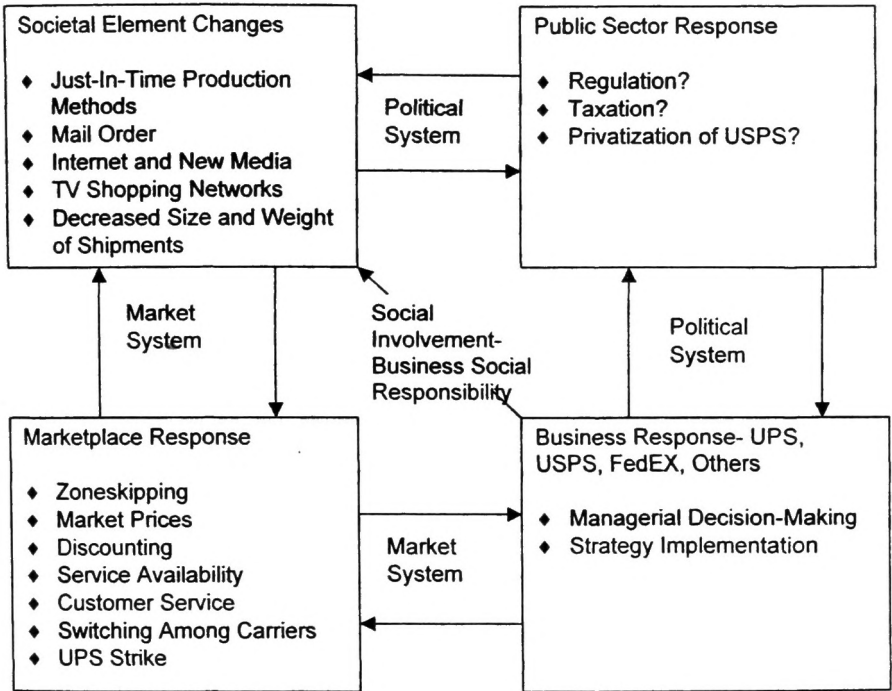 Societal Element Changes
♦ Just-In-Time Production
Methods
♦ Mail Order
♦ Internet and New Media
♦ TV Shopping Networks
♦ Decreased Size and Weight
of Shipments
Political
System
Public Sector Response
♦ Regulation?
♦ Taxation?
♦ Privatization of USPS?
Market
System
Social
Involvement-
Business Social
Responsibility
Political
System
Marketplace Response
♦ Zoneskipping
♦ Market Prices
♦ Discounting
♦ Service Availability
♦ Customer Service
♦ Switching Among Carriers
♦ UPS Strike
Market
System
Business Response- UPS,
USPS, FedEX, Others
♦ Managerial Decision-Making
♦ Strategy Implementation